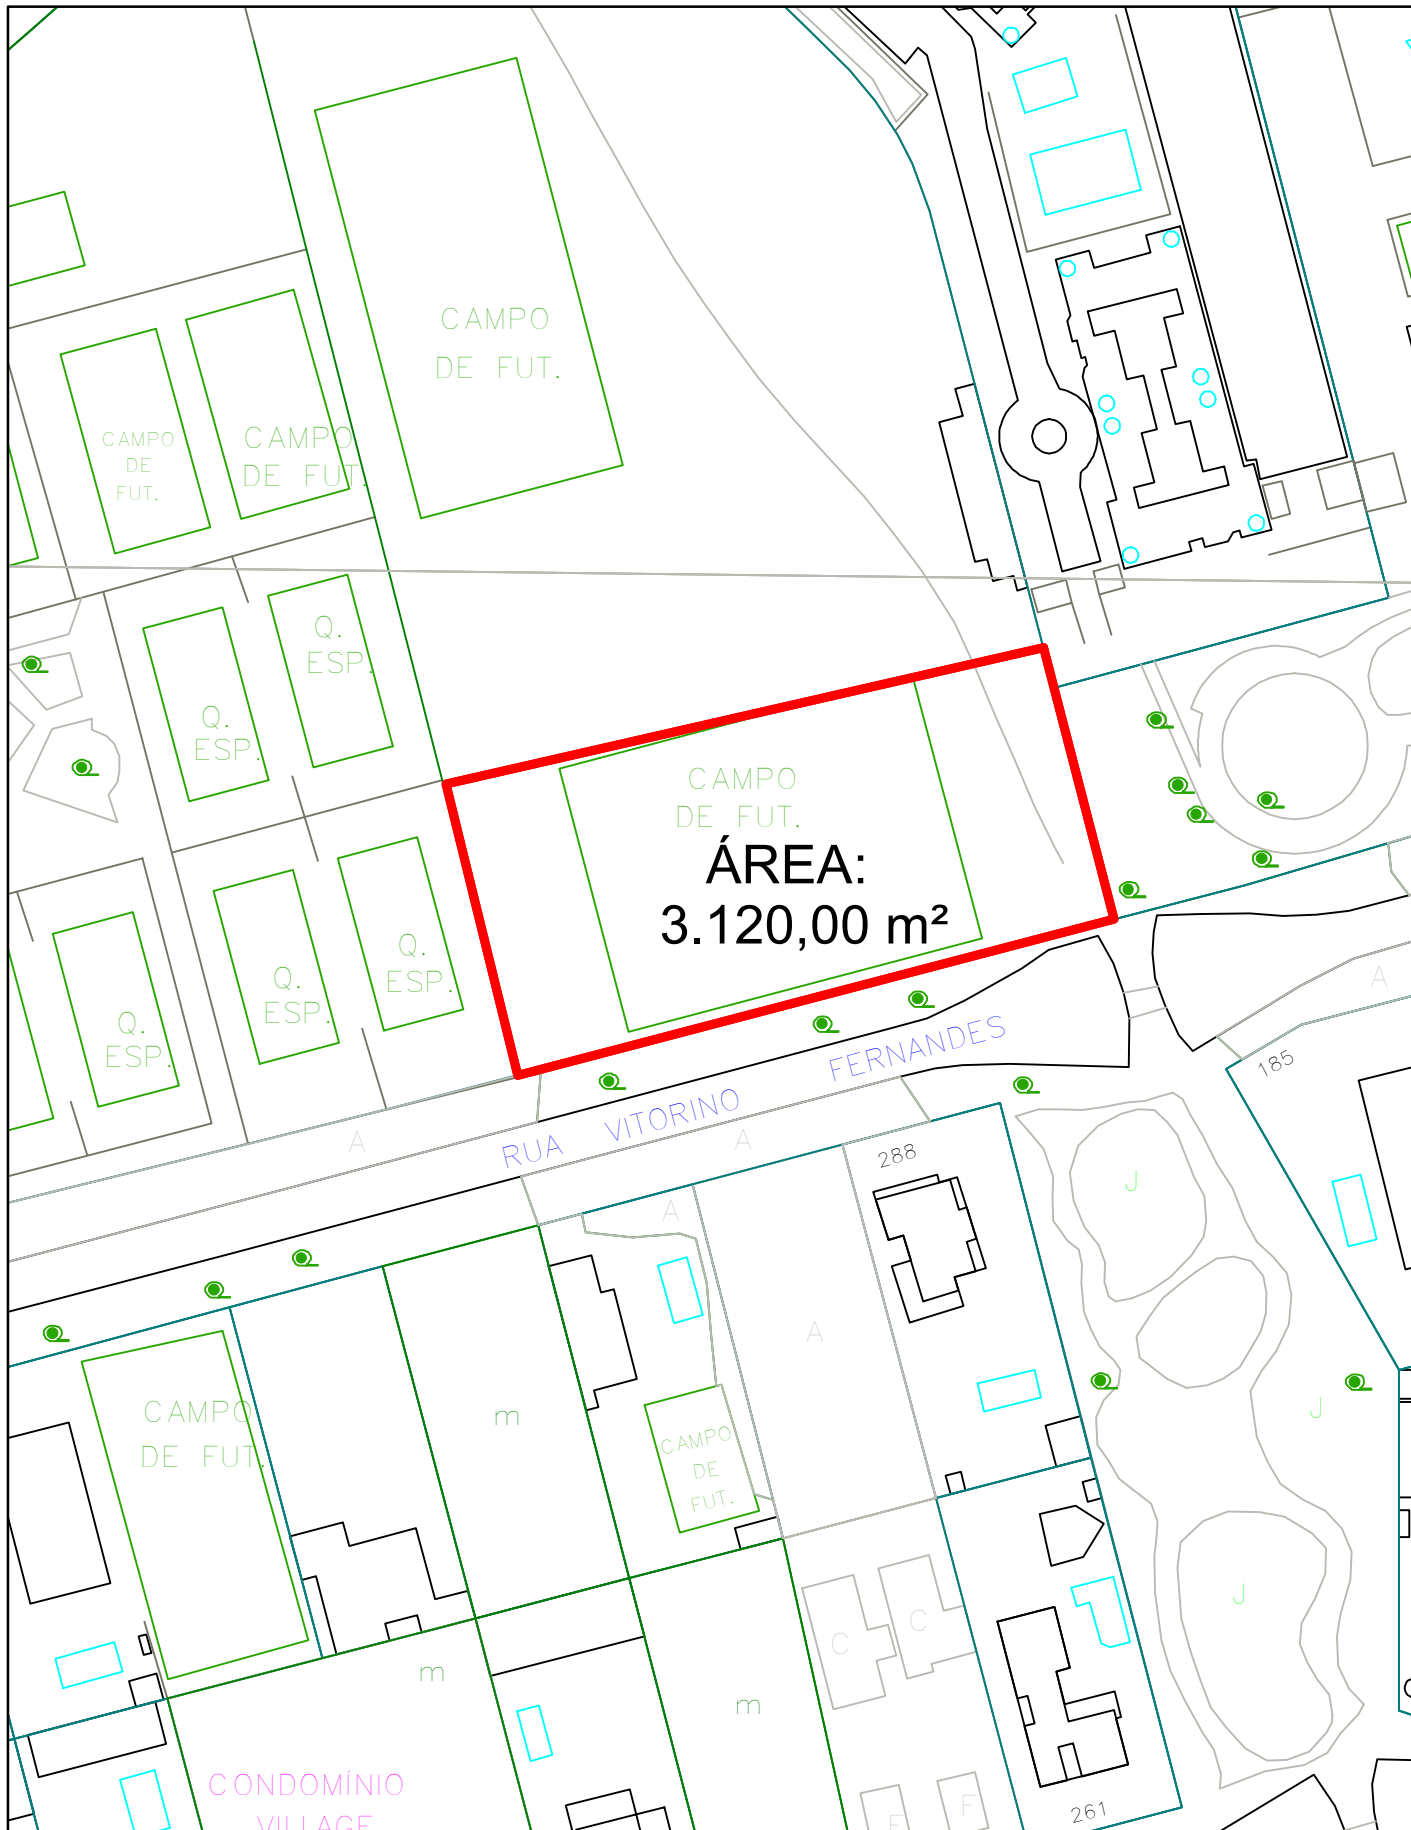 CAMPO
DE FUT.
CAMPO
DE
FUT.
CAMPO
DE FUT.
Q.
ESP.
Q.
ESP.
CAMPO
DE FUT.
ÁREA:
3.120,00 m²
Q.
ESP.
Q.
ESP.
Q.
ESP.
A
RUA VITORINO FERNANDES
185
A
A
288
J
A
A
CAMPO
DE FUT.
m
CAMPO
DE
FUT.
J
J
C
C
m
m
CONDOMÍNIO
VILLAGE
F
261